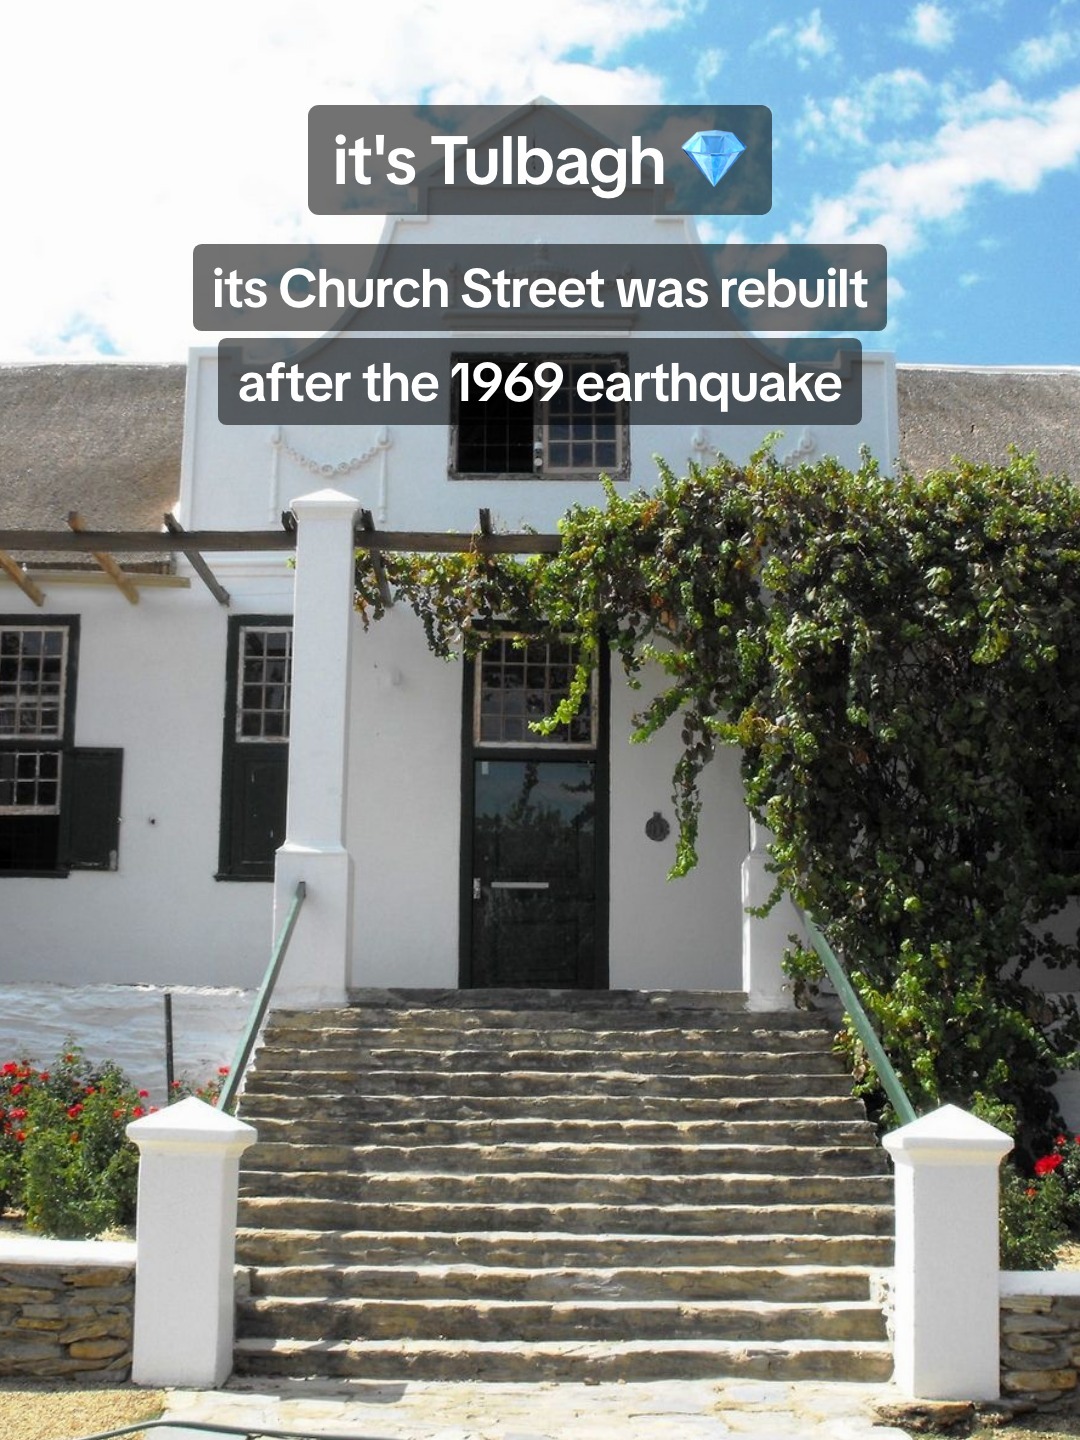 it's Tulbagh 💎
its Church Street was rebuilt
after the 1969 earthquake